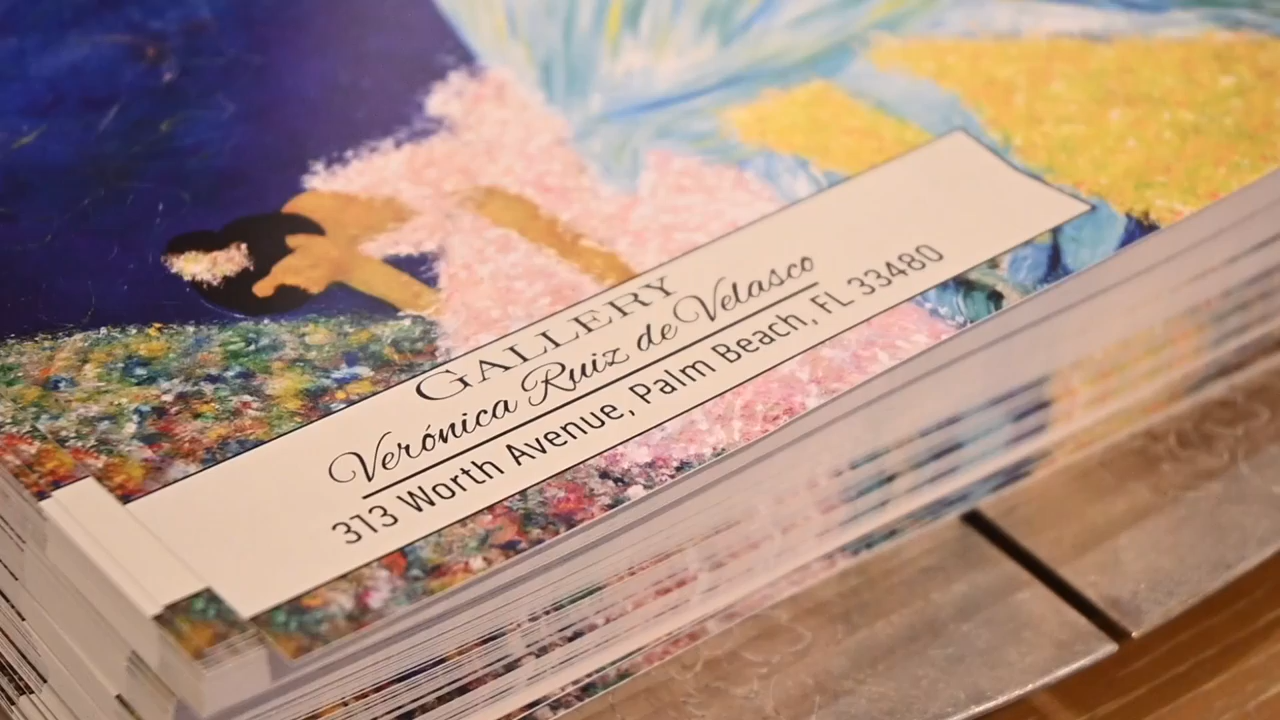 GALLERY
Verónica Ruiz de Velasco
313 Worth Avenue, Palm Beach, FL 33480